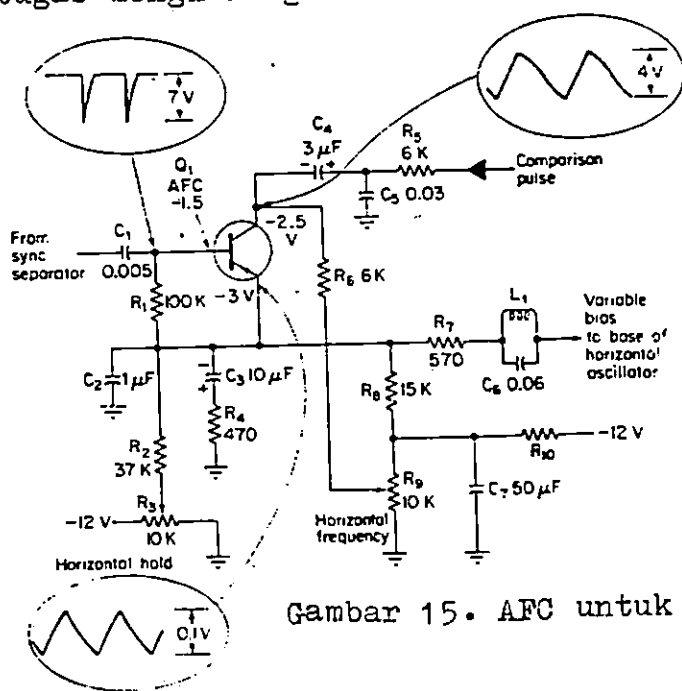 7 V
4 V
C4
3 μF
- +
R5
6 K
Comparison
pulse
Q1
AFC
-1.5
C5 0.03
-2.5
V
From
sync
separator
C1
0.005
R6 6K
-3 V
R1 100 K
L1
Variable
bias
to base of
horizontal
oscillator
R7
570
C6 0.06
C2 1 μF
-
+
C3 10 μF
R8 15 K
R4
470
-12 V
R10
R2
37 K
R9
10 K
C7 50 μF
R3
-12 V
10 K
Horizontal
frequency
Horizontal hold
0.1V
Gambar 15. AFC untuk